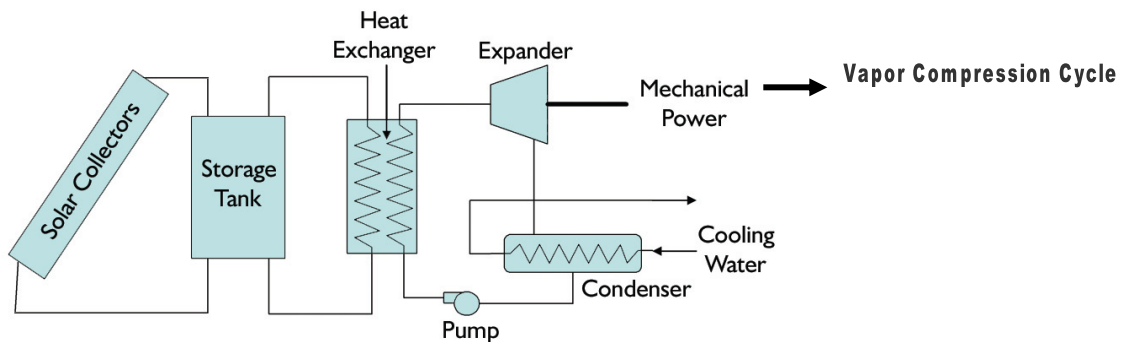 Heat
Exchanger
Expander
Mechanical
Power
Vapor Compression Cycle
Solar Collectors
Storage
Tank
Cooling
Water
Condenser
Pump